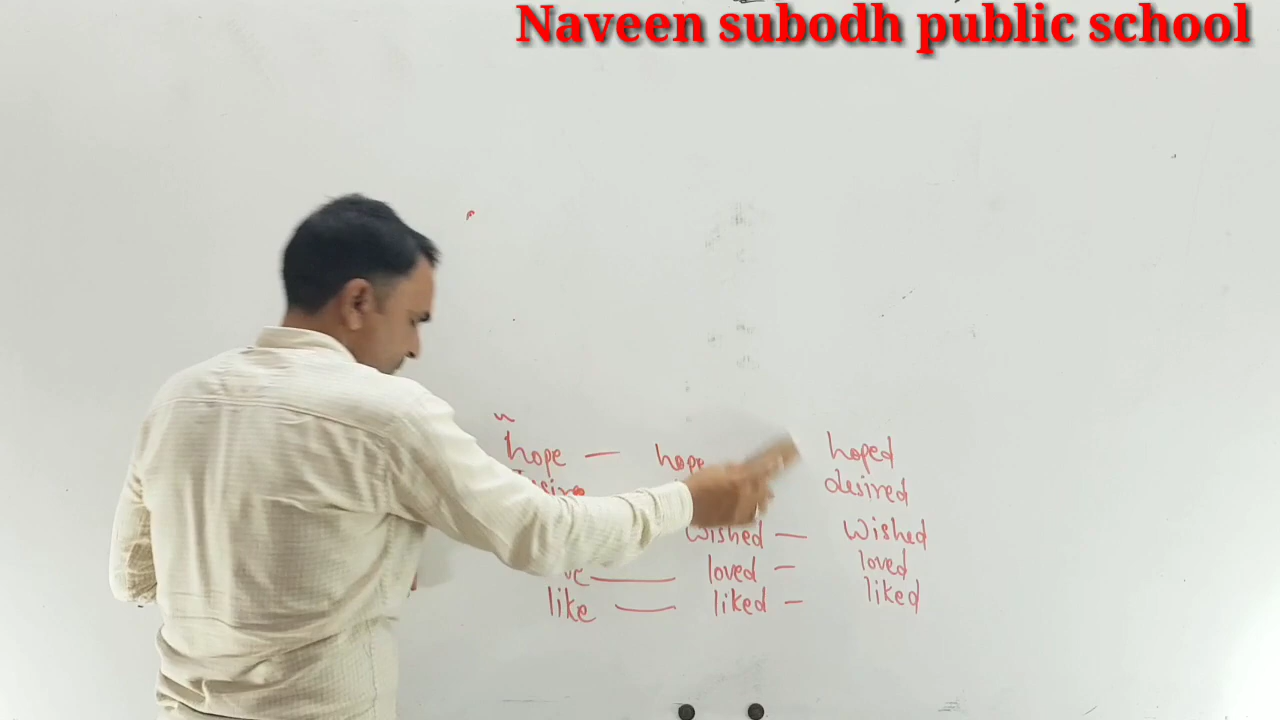 Naveen subodh public school
hope — hope hoped
desired
wished — wished
loved — loved
like — liked — liked